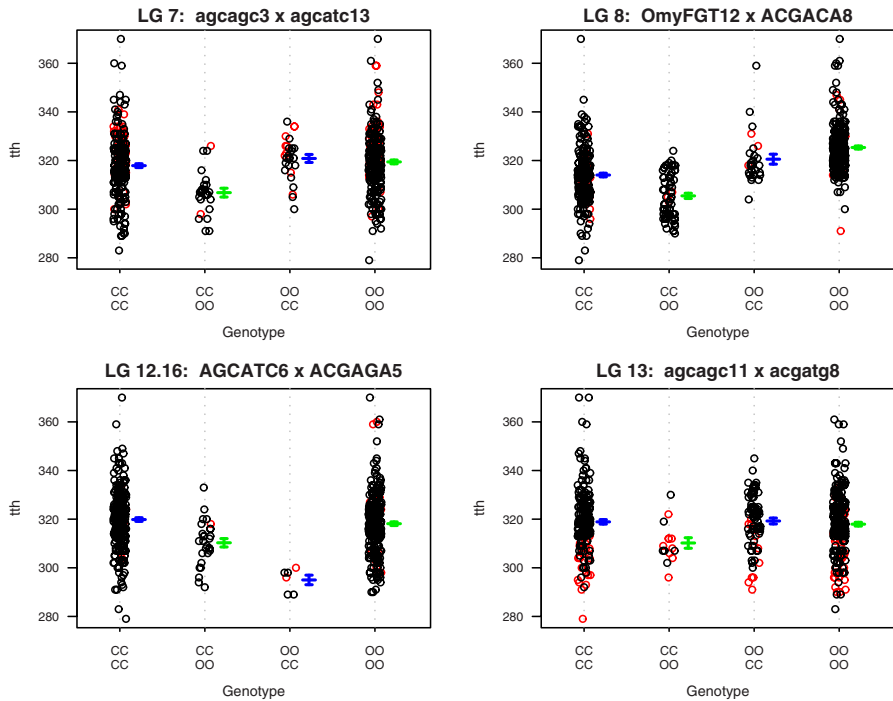 LG 7: agcagc3 x agcatc13
360
340
320
300
280
tth
CC OO CC OO
CC CC OO OO
Genotype
LG 8: OmyFGT12 x ACGACA8
360
340
320
300
280
tth
CC CC OO OO
CC OO CC OO
Genotype
LG 12.16: AGCATC6 x ACGAGA5
360
340
320
300
280
tth
CC CC OO OO
CC OO CC OO
Genotype
LG 13: agcagc11 x acgatg8
360
340
320
300
280
tth
CC CC OO OO
CC OO CC OO
Genotype